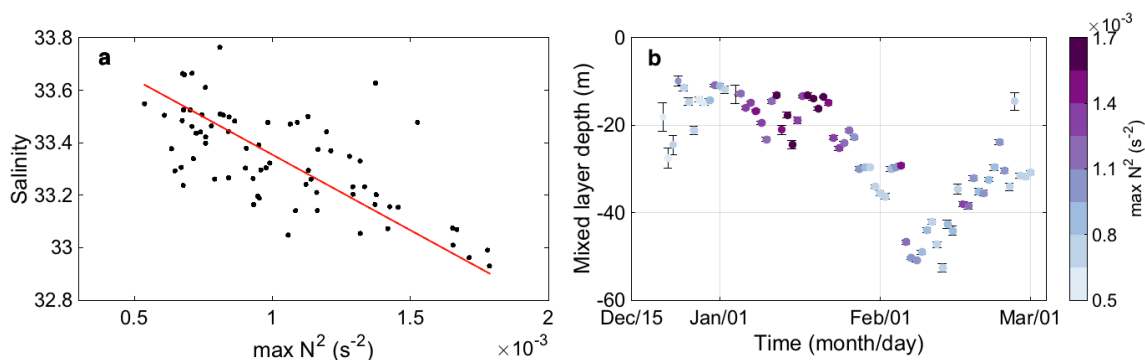 a
33.8
33.6
33.4
33.2
33
32.8
Salinity
0.5 1 1.5 2
×10⁻³
max N² (s⁻²)
b
0
-20
-40
-60
Mixed layer depth (m)
Dec/15 Jan/01 Feb/01 Mar/01
Time (month/day)
×10⁻³
1.7
1.4
1.1
0.8
0.5
max N² (s⁻²)